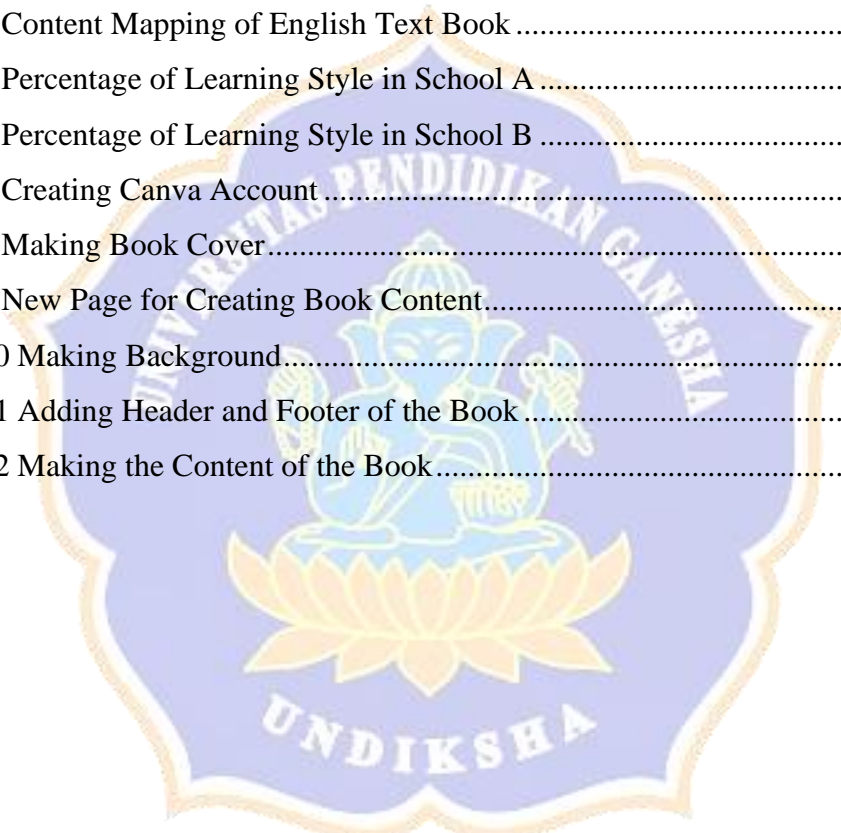 Content Mapping of English Text Book ........................................
Percentage of Learning Style in School A ........................................
Percentage of Learning Style in School B ........................................
Creating Canva Account ........................................
Making Book Cover ........................................
New Page for Creating Book Content ........................................
0 Making Background ........................................
1 Adding Header and Footer of the Book ........................................
2 Making the Content of the Book ........................................
UNIVERSITAS PENDIDIKAN GANESHA
UNDIKSHA